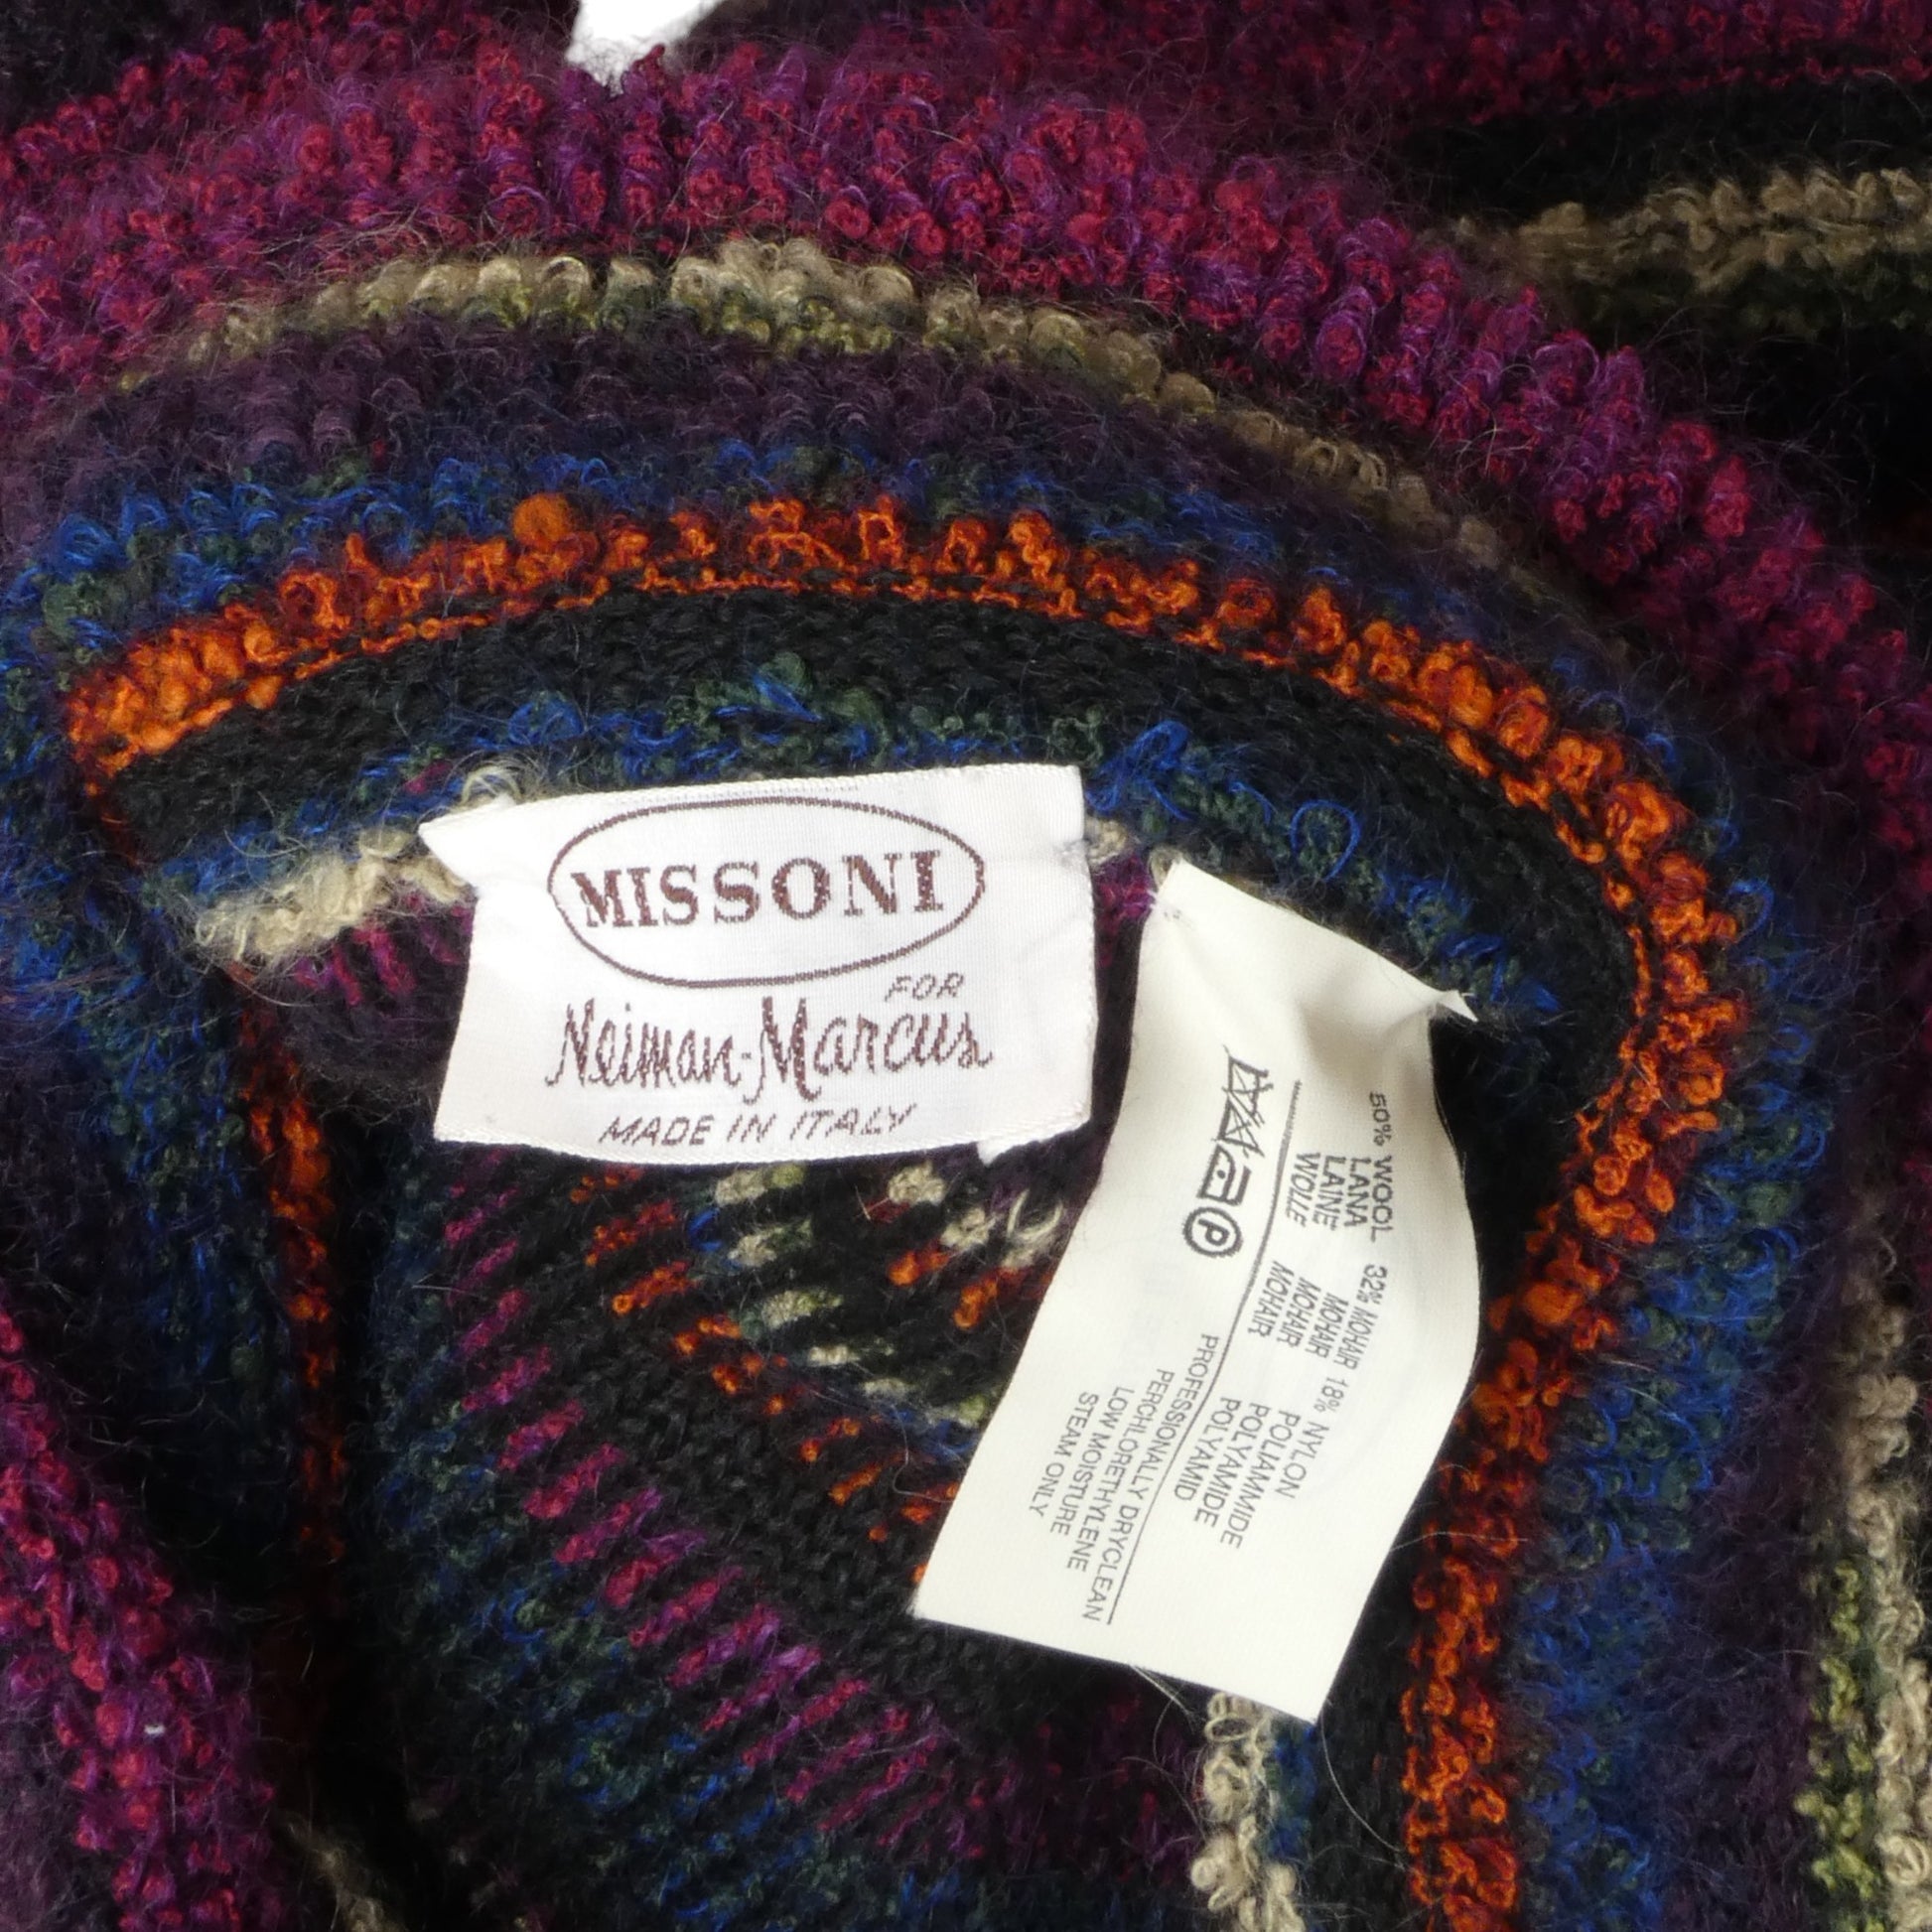 MISSONI
FOR
Neiman-Marcus
MADE IN ITALY
50% WOOL 32% MOHAIR 18% NYLON
LANA MOHAIR POLIAMMIDE
LAINE MOHAIR POLYAMIDE
WOLLE MOHAIR POLYAMID
P
PROFESSIONALLY DRYCLEAN
PERCHLORETHYLENE
LOW MOISTURE
STEAM ONLY